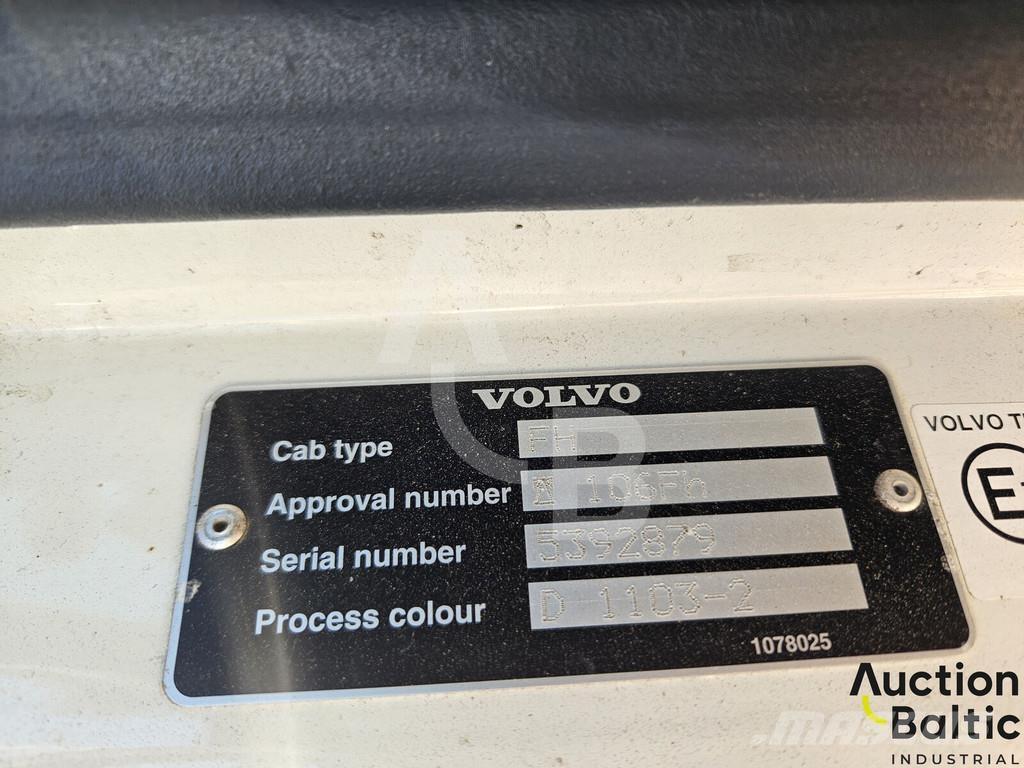 VOLVO
Cab type FH
Approval number 106Fh
Serial number 5392879
Process colour D 1103-2
1078025
VOLVO T
E
Auction
Baltic
INDUSTRIAL
MASCUS